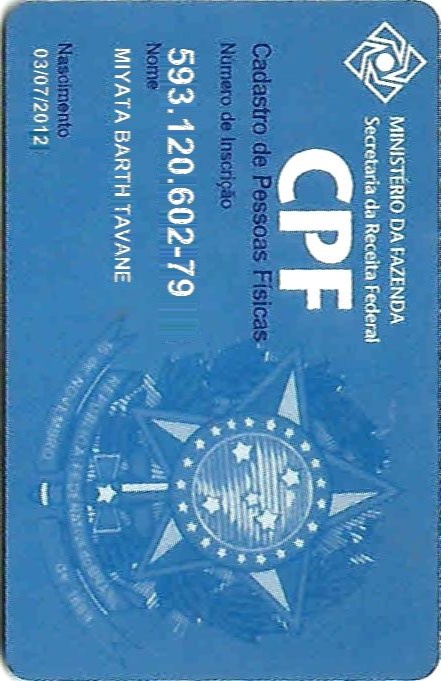 MINISTÉRIO DA FAZENDA
Secretaria da Receita Federal
CPF
Cadastro de Pessoas Físicas
Número de Inscrição
593.120.602-79
Nome
MIYATA BARTH TAVANE
Nascimento
03/07/2012